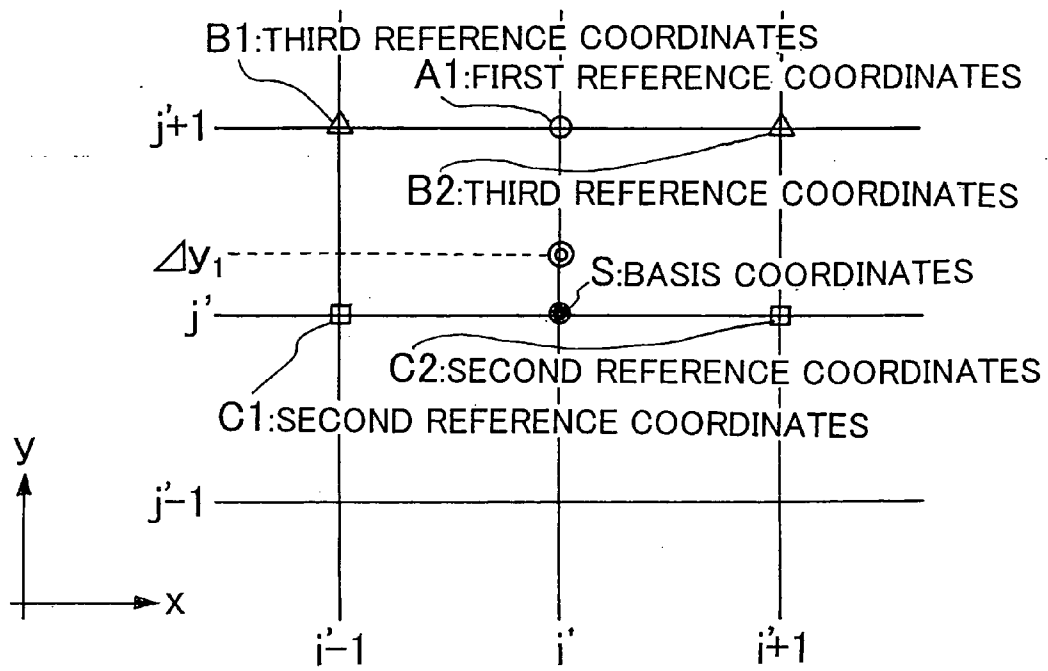 B1:THIRD REFERENCE COORDINATES
A1:FIRST REFERENCE COORDINATES
j'+1
B2:THIRD REFERENCE COORDINATES
⊿y₁
S:BASIS COORDINATES
j'
C2:SECOND REFERENCE COORDINATES
C1:SECOND REFERENCE COORDINATES
y
j'-1
x
i'-1
i'
i'+1